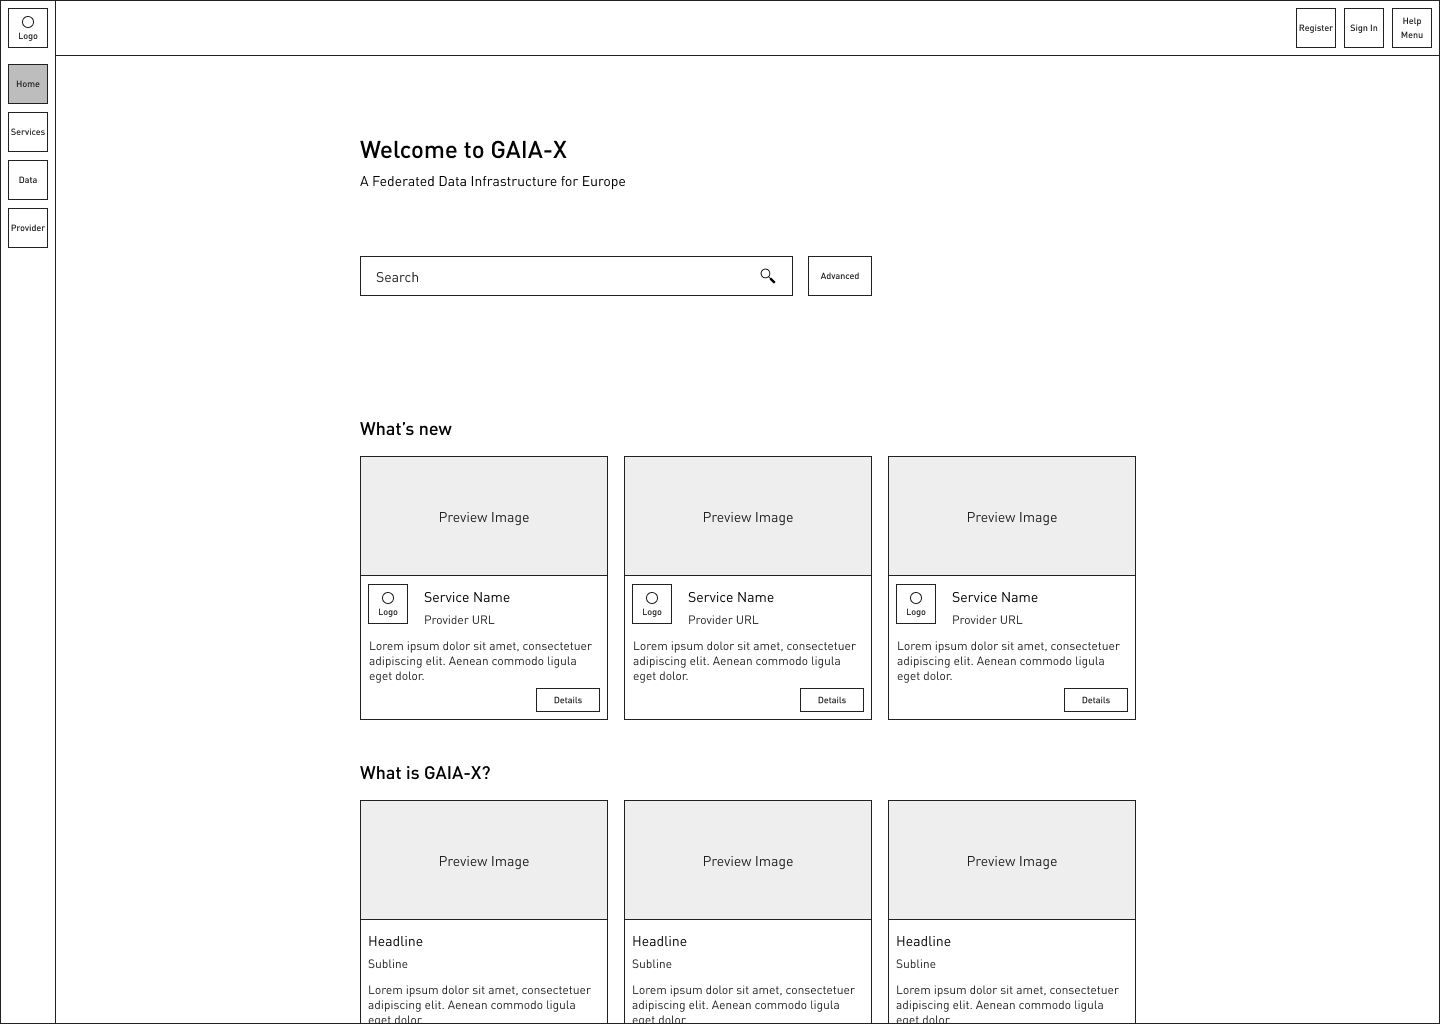 Logo
Register
Sign In
Help
Menu
Home
Services
Data
Provider
Welcome to GAIA-X
A Federated Data Infrastructure for Europe
Search
Advanced
What’s new
Preview Image
Service Name
Logo
Provider URL
Lorem ipsum dolor sit amet, consectetuer
adipiscing elit. Aenean commodo ligula
eget dolor.
Details
Preview Image
Service Name
Logo
Provider URL
Lorem ipsum dolor sit amet, consectetuer
adipiscing elit. Aenean commodo ligula
eget dolor.
Details
Preview Image
Service Name
Logo
Provider URL
Lorem ipsum dolor sit amet, consectetuer
adipiscing elit. Aenean commodo ligula
eget dolor.
Details
What is GAIA-X?
Preview Image
Headline
Subline
Lorem ipsum dolor sit amet, consectetuer
adipiscing elit. Aenean commodo ligula
eget dolor.
Preview Image
Headline
Subline
Lorem ipsum dolor sit amet, consectetuer
adipiscing elit. Aenean commodo ligula
eget dolor.
Preview Image
Headline
Subline
Lorem ipsum dolor sit amet, consectetuer
adipiscing elit. Aenean commodo ligula
eget dolor.